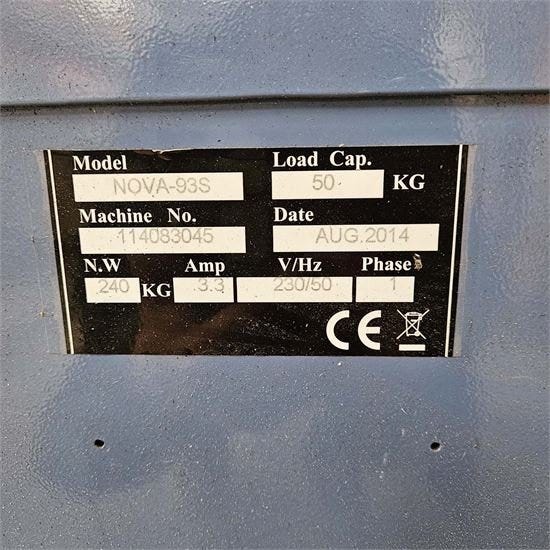 Model Load Cap.
NOVA-93S 50 KG
Machine No. Date
114083045 AUG.2014
N.W Amp V/Hz Phase
240 KG 3.3 230/50 1
CE